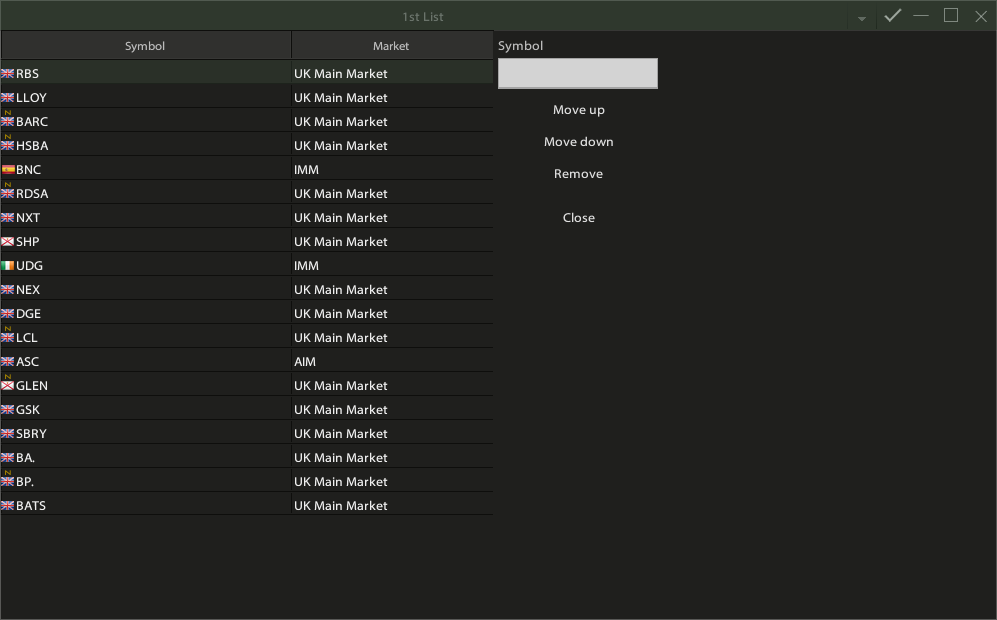 1st List
Symbol Market
RBS UK Main Market
LLOY UK Main Market
N
BARC UK Main Market
N
HSBA UK Main Market
BNC IMM
N
RDSA UK Main Market
NXT UK Main Market
SHP UK Main Market
UDG IMM
NEX UK Main Market
DGE UK Main Market
N
LCL UK Main Market
ASC AIM
N
GLEN UK Main Market
GSK UK Main Market
SBRY UK Main Market
BA. UK Main Market
N
BP. UK Main Market
BATS UK Main Market
Symbol
Move up
Move down
Remove
Close